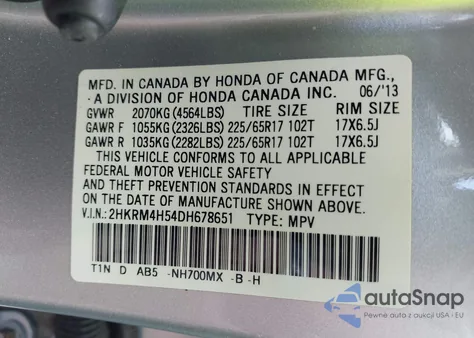 MFD. IN CANADA BY HONDA OF CANADA MFG.,
A DIVISION OF HONDA CANADA INC. 06/'13
GVWR 2070KG (4564LBS) TIRE SIZE RIM SIZE
GAWR F 1055KG (2326LBS) 225/65R17 102T 17X6.5J
GAWR R 1035KG (2282LBS) 225/65R17 102T 17X6.5J
THIS VEHICLE CONFORMS TO ALL APPLICABLE
FEDERAL MOTOR VEHICLE SAFETY
AND THEFT PREVENTION STANDARDS IN EFFECT
ON THE DATE OF MANUFACTURE
SHOWN ABOVE.
V.I.N.: 2HKRM4H54DH678651 TYPE: MPV
T1N D AB5 -NH700MX -B -H
autoSnap
Pewne auto z USA i EU